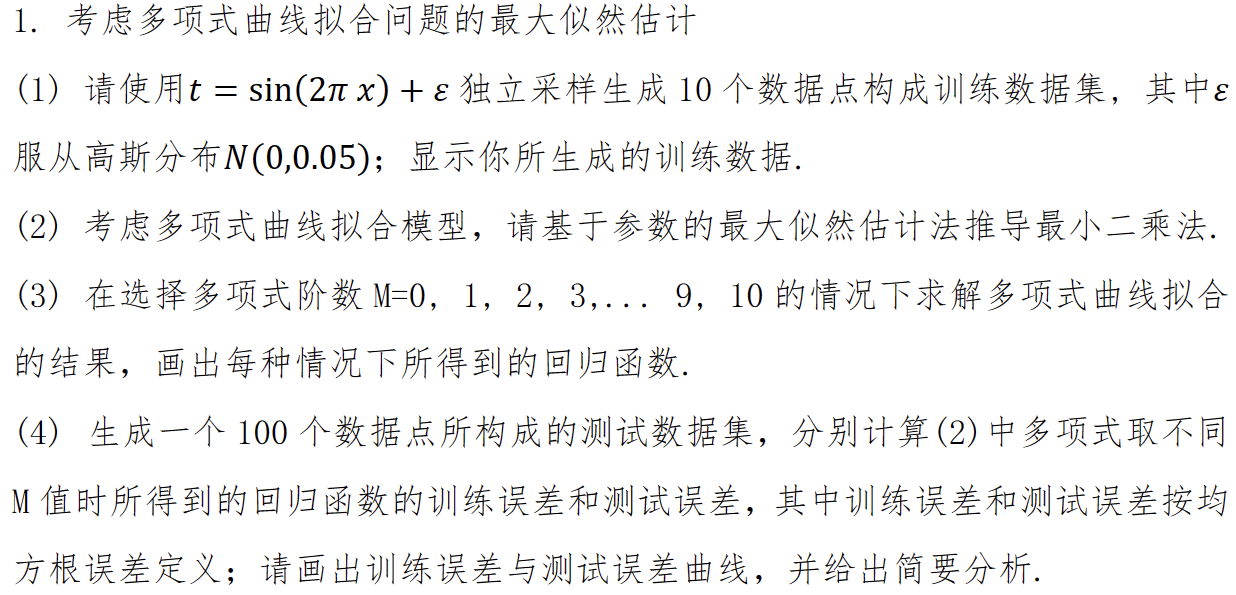 1. 考虑多项式曲线拟合问题的最大似然估计
(1) 请使用t = sin(2π x) + ε 独立采样生成 10 个数据点构成训练数据集, 其中ε
服从高斯分布N(0,0.05); 显示你所生成的训练数据.
(2) 考虑多项式曲线拟合模型, 请基于参数的最大似然估计法推导最小二乘法.
(3) 在选择多项式阶数 M=0, 1, 2, 3,... 9, 10 的情况下求解多项式曲线拟合
的结果, 画出每种情况下所得到的回归函数.
(4) 生成一个 100 个数据点所构成的测试数据集, 分别计算(2)中多项式取不同
M 值时所得到的回归函数的训练误差和测试误差, 其中训练误差和测试误差按均
方根误差定义; 请画出训练误差与测试误差曲线, 并给出简要分析.